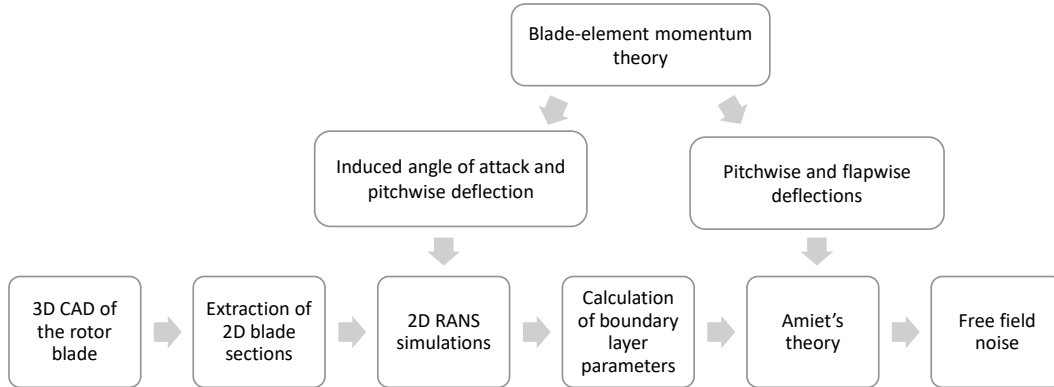 Blade-element momentum
theory
Induced angle of attack and
pitchwise deflection
Pitchwise and flapwise
deflections
3D CAD of
the rotor
blade
Extraction of
2D blade
sections
2D RANS
simulations
Calculation
of boundary
layer
parameters
Amiet’s
theory
Free field
noise